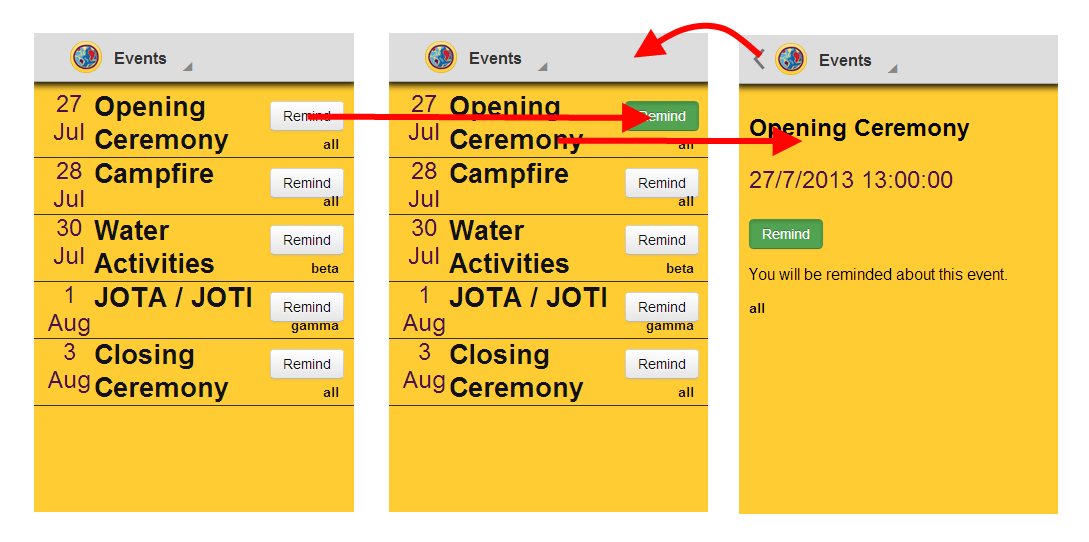 Events
27 Opening
Jul Ceremony
Remind
all
28 Campfire
Jul
Remind
all
30 Water
Jul Activities
Remind
beta
1 JOTA / JOTI
Aug
Remind
gamma
3 Closing
Aug Ceremony
Remind
all
Events
27 Opening
Jul Ceremony
Remind
all
28 Campfire
Jul
Remind
all
30 Water
Jul Activities
Remind
beta
1 JOTA / JOTI
Aug
Remind
gamma
3 Closing
Aug Ceremony
Remind
all
Events
Opening Ceremony
27/7/2013 13:00:00
Remind
You will be reminded about this event.
all